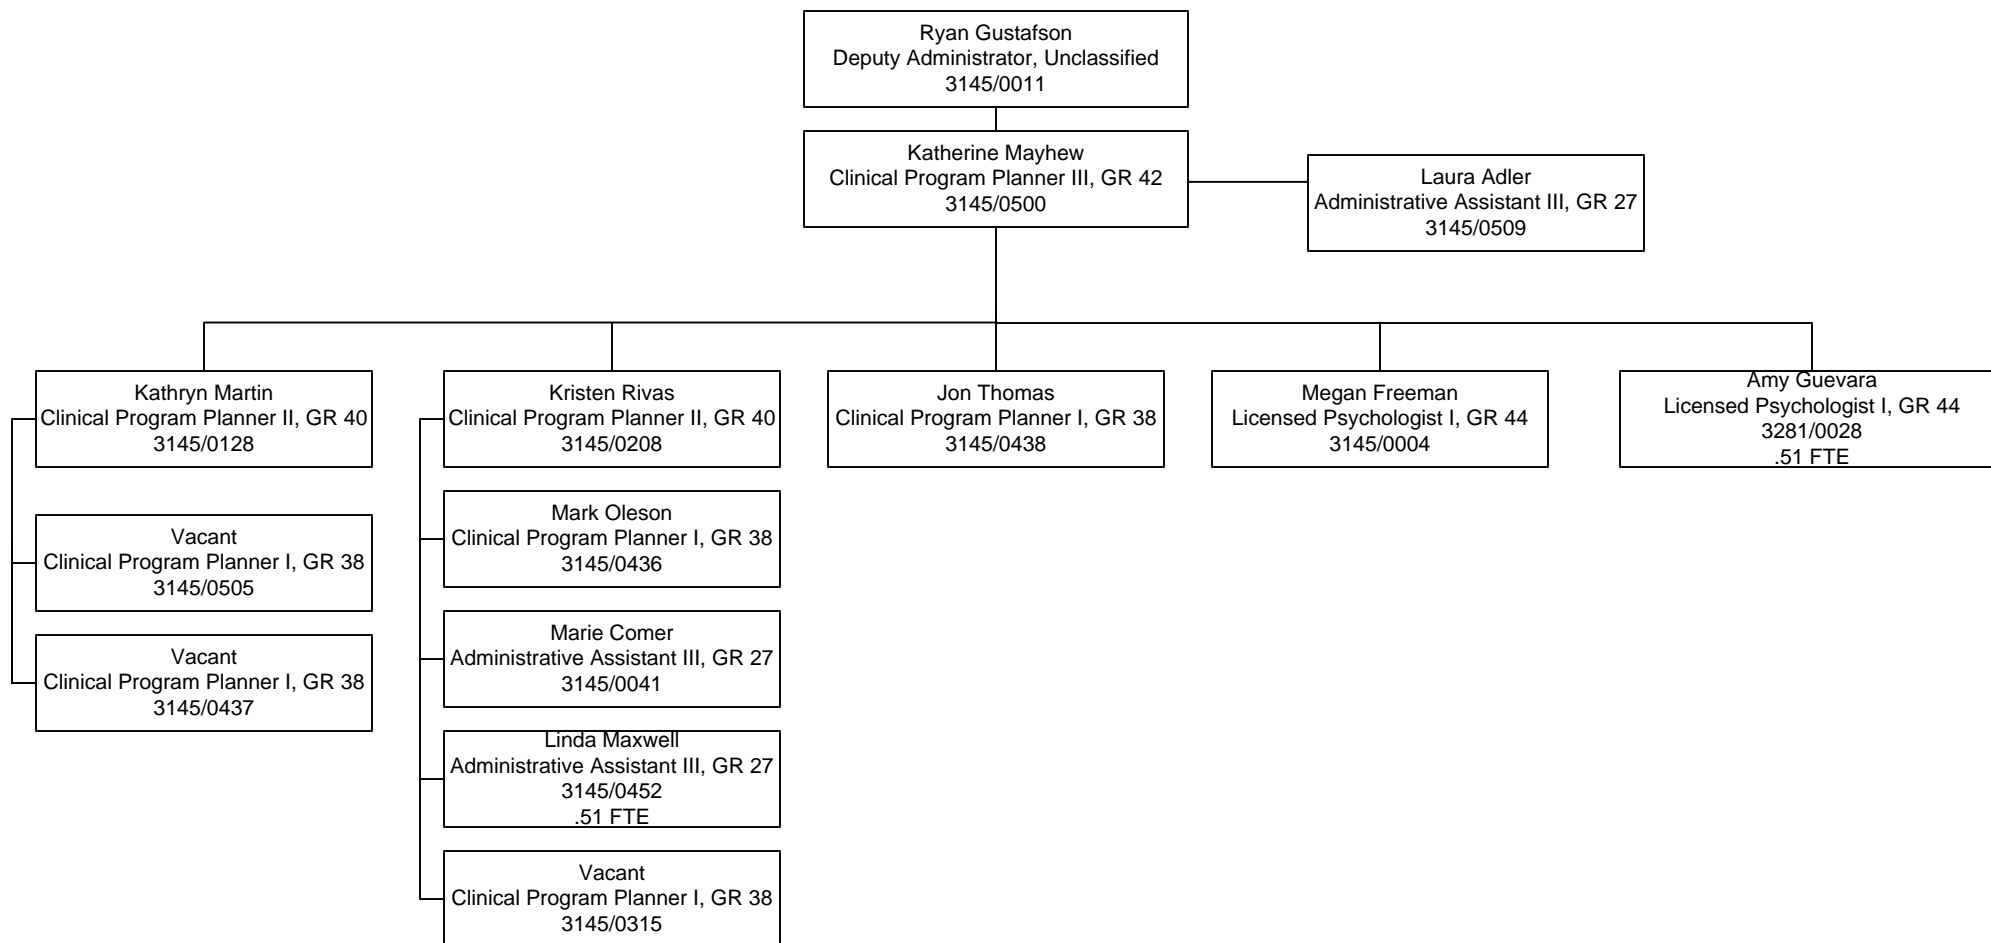 Ryan Gustafson
Deputy Administrator, Unclassified
3145/0011
Katherine Mayhew
Clinical Program Planner III, GR 42
3145/0500
Laura Adler
Administrative Assistant III, GR 27
3145/0509
Kathryn Martin
Clinical Program Planner II, GR 40
3145/0128
Vacant
Clinical Program Planner I, GR 38
3145/0505
Vacant
Clinical Program Planner I, GR 38
3145/0437
Kristen Rivas
Clinical Program Planner II, GR 40
3145/0208
Mark Oleson
Clinical Program Planner I, GR 38
3145/0436
Marie Comer
Administrative Assistant III, GR 27
3145/0041
Linda Maxwell
Administrative Assistant III, GR 27
3145/0452
.51 FTE
Vacant
Clinical Program Planner I, GR 38
3145/0315
Jon Thomas
Clinical Program Planner I, GR 38
3145/0438
Megan Freeman
Licensed Psychologist I, GR 44
3145/0004
Amy Guevara
Licensed Psychologist I, GR 44
3281/0028
.51 FTE